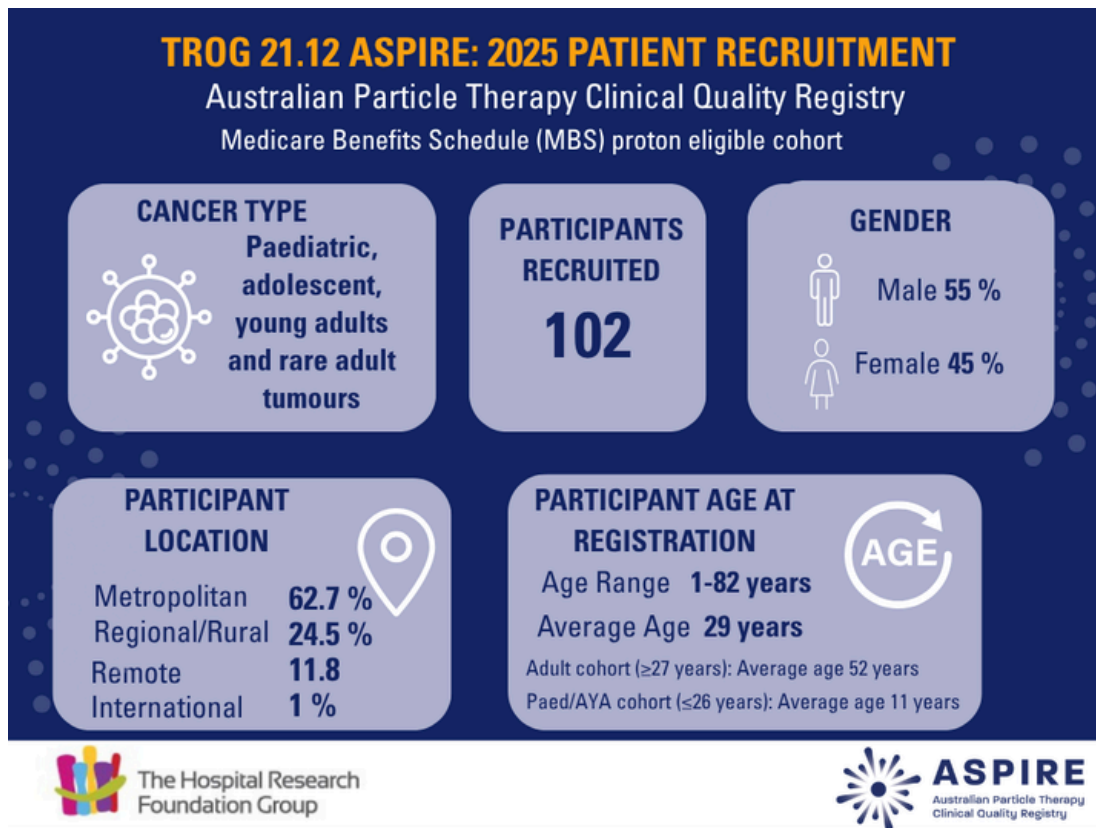 TROG 21.12 ASPIRE: 2025 PATIENT RECRUITMENT
Australian Particle Therapy Clinical Quality Registry
Medicare Benefits Schedule (MBS) proton eligible cohort
CANCER TYPE
Paediatric,
adolescent,
young adults
and rare adult
tumours
PARTICIPANTS
RECRUITED
102
GENDER
Male 55 %
Female 45 %
PARTICIPANT
LOCATION
Metropolitan 62.7 %
Regional/Rural 24.5 %
Remote 11.8
International 1 %
PARTICIPANT AGE AT
REGISTRATION
AGE
Age Range 1-82 years
Average Age 29 years
Adult cohort (≥27 years): Average age 52 years
Paed/AYA cohort (≤26 years): Average age 11 years
The Hospital Research
Foundation Group
ASPIRE
Australian Particle Therapy
Clinical Quality Registry